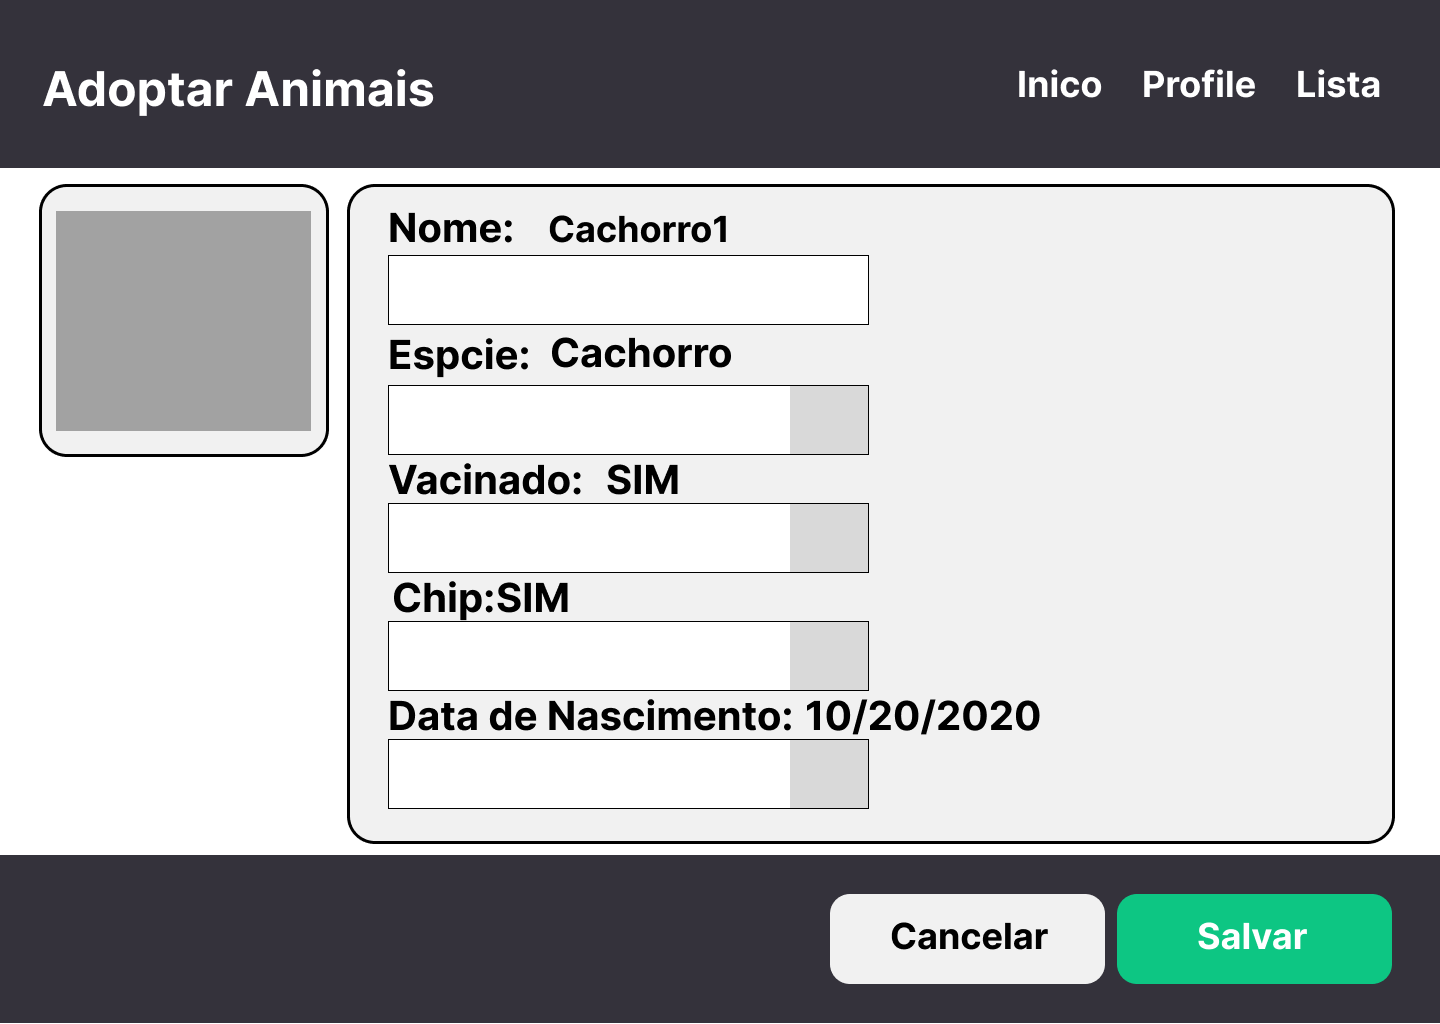 Adoptar Animais
Inico Profile Lista
Nome: Cachorro1
Espcie: Cachorro
Vacinado: SIM
Chip:SIM
Data de Nascimento: 10/20/2020
Cancelar Salvar